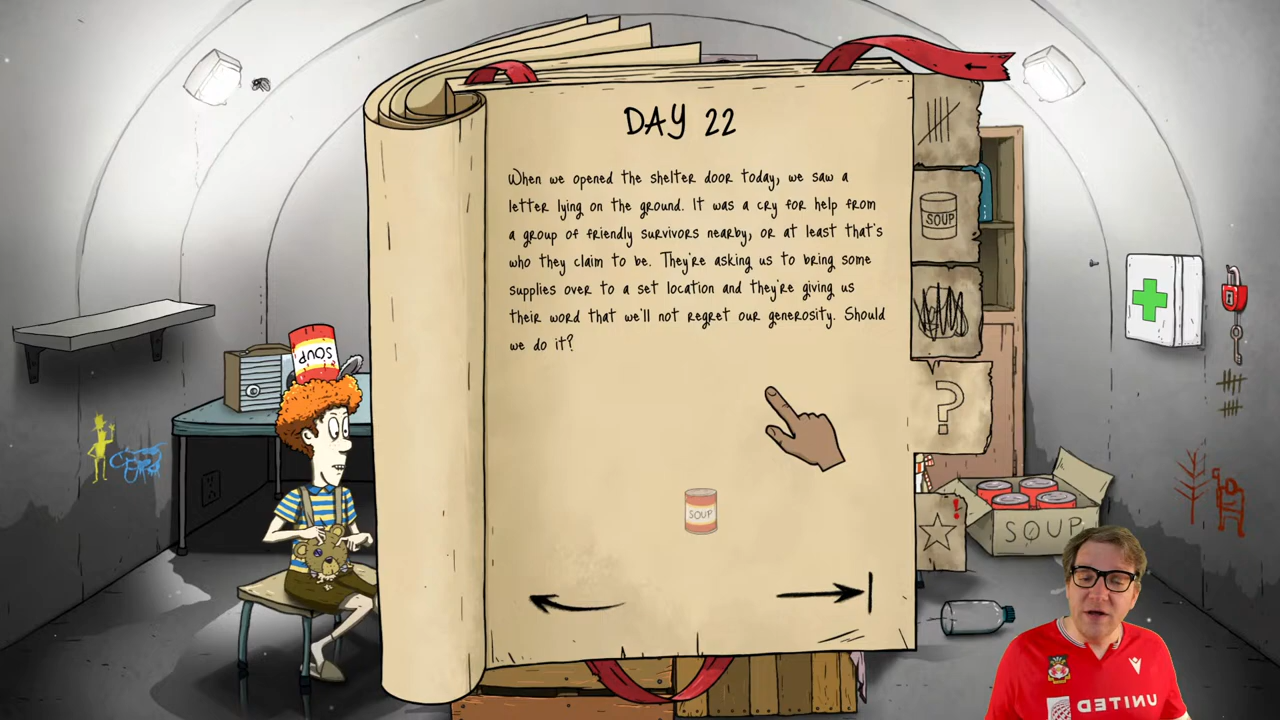 DAY 22
When we opened the shelter door today, we saw a
letter lying on the ground. It was a cry for help from
a group of friendly survivors nearby, or at least that's
who they claim to be. They're asking us to bring some
supplies over to a set location and they're giving us
their word that we'll not regret our generosity. Should
we do it?
SOUP
SOUP
?
SOUP
SOUP
!
UNITED